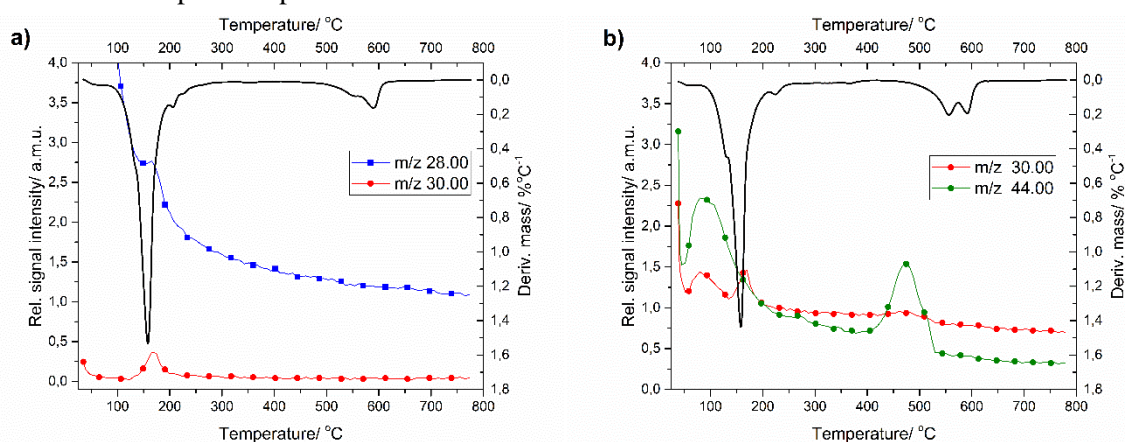 Temperature/ °C
a)
100 200 300 400 500 600 700 800
4,0
3,5
3,0
2,5
2,0
1,5
1,0
0,5
0,0
Rel. signal intensity/ a.m.u.
m/z 28.00
m/z 30.00
0,0
0,2
0,4
0,6
0,8
1,0
1,2
1,4
1,6
1,8
Deriv. mass/ %°C⁻¹
100 200 300 400 500 600 700 800
Temperature/ °C
Temperature/ °C
b)
100 200 300 400 500 600 700 800
4,0
3,5
3,0
2,5
2,0
1,5
1,0
0,5
0,0
Rel. signal intensity/ a.m.u.
m/z 30.00
m/z 44.00
0,0
0,2
0,4
0,6
0,8
1,0
1,2
1,4
1,6
1,8
Deriv. mass/ % °C⁻¹
100 200 300 400 500 600 700 800
Temperature/ °C